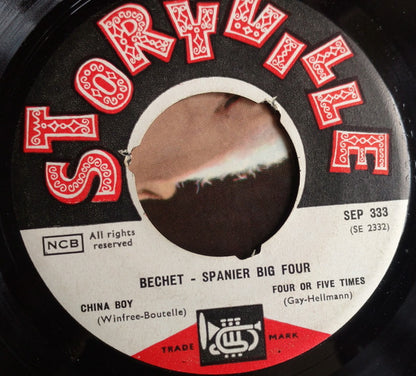 STORYVILLE
NCB
All rights
reserved
SEP 333
(SE 2332)
BECHET - SPANIER BIG FOUR
CHINA BOY
(Winfree-Boutelle)
FOUR OR FIVE TIMES
(Gay-Hellmann)
TRADE MARK